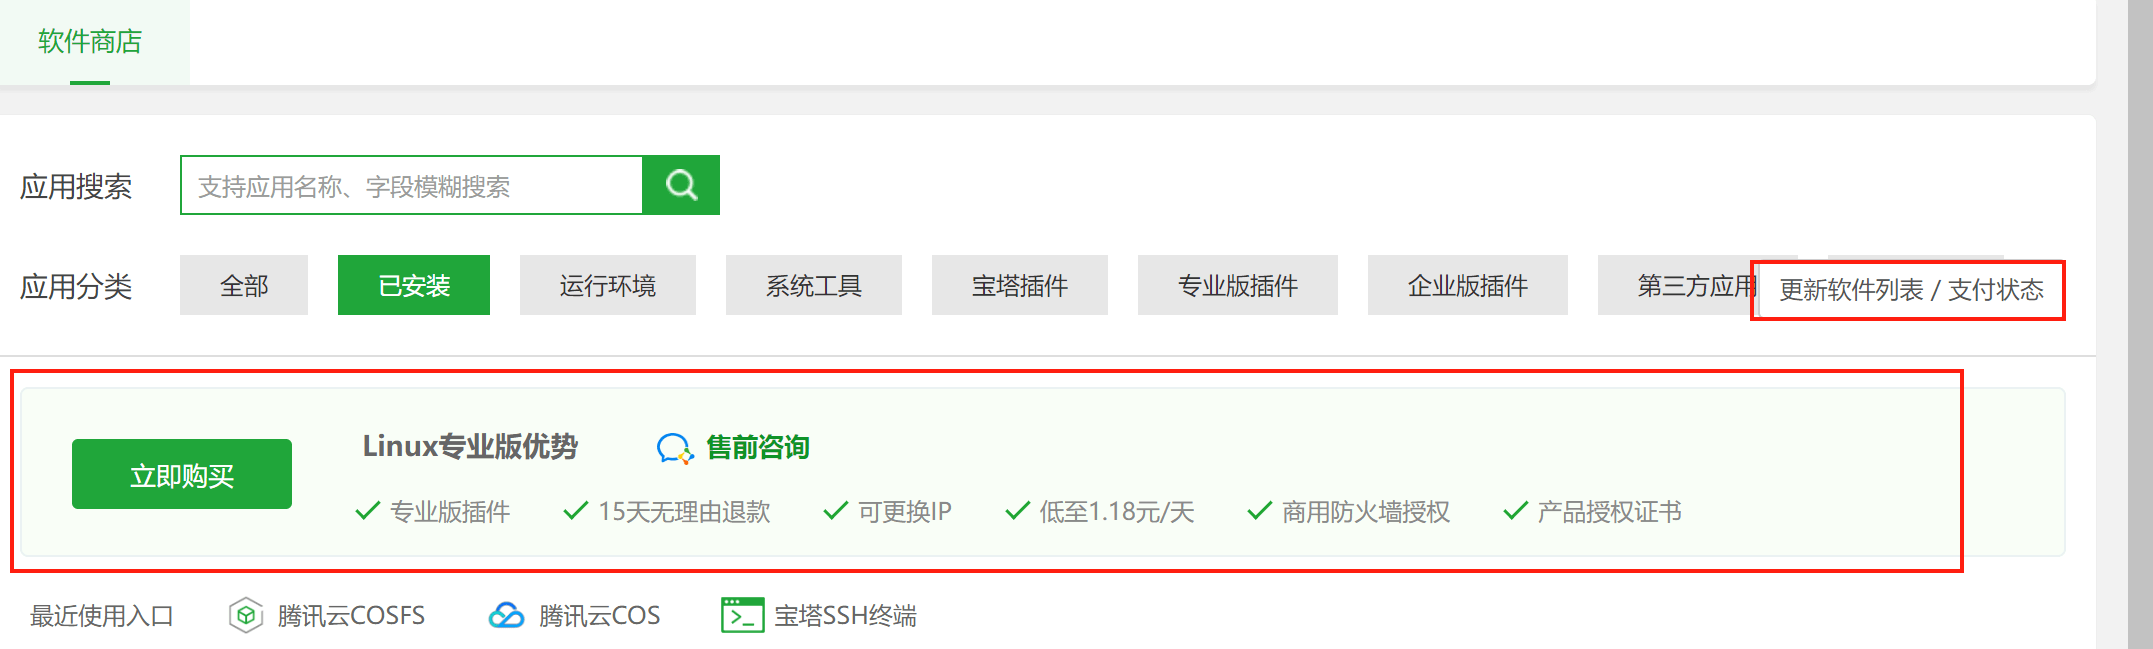 软件商店
应用搜索 支持应用名称、字段模糊搜索
应用分类 全部 已安装 运行环境 系统工具 宝塔插件 专业版插件 企业版插件 第三方应用 更新软件列表 / 支付状态
立即购买
Linux专业版优势 售前咨询
专业版插件 15天无理由退款 可更换IP 低至1.18元/天 商用防火墙授权 产品授权证书
最近使用入口 腾讯云COSFS 腾讯云COS 宝塔SSH终端